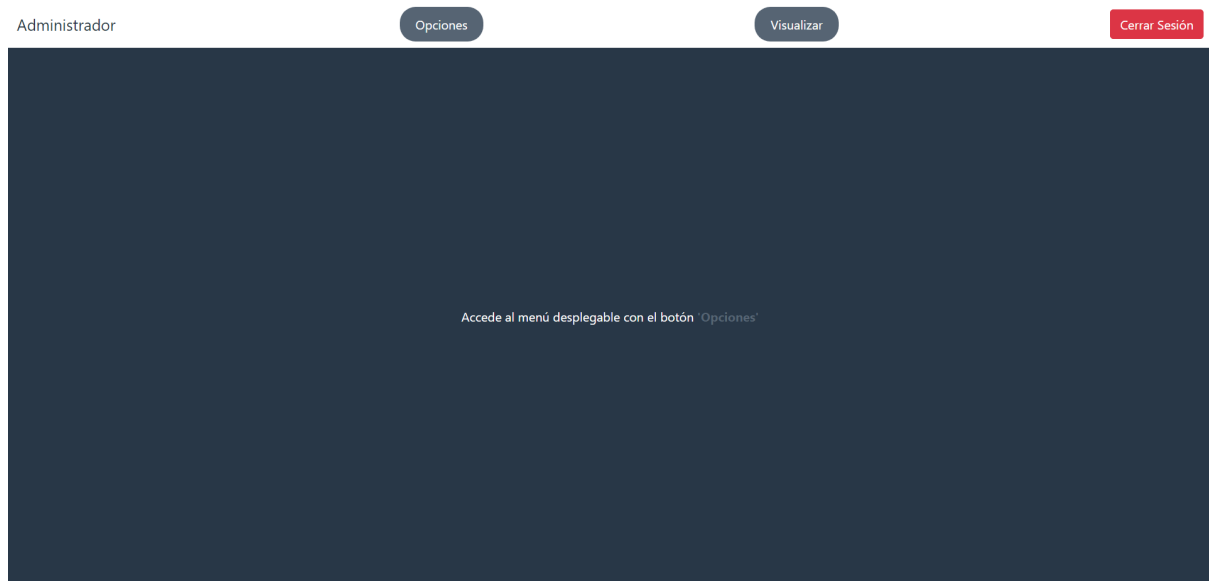 Administrador
Opciones
Visualizar
Cerrar Sesión
Accede al menú desplegable con el botón 'Opciones'